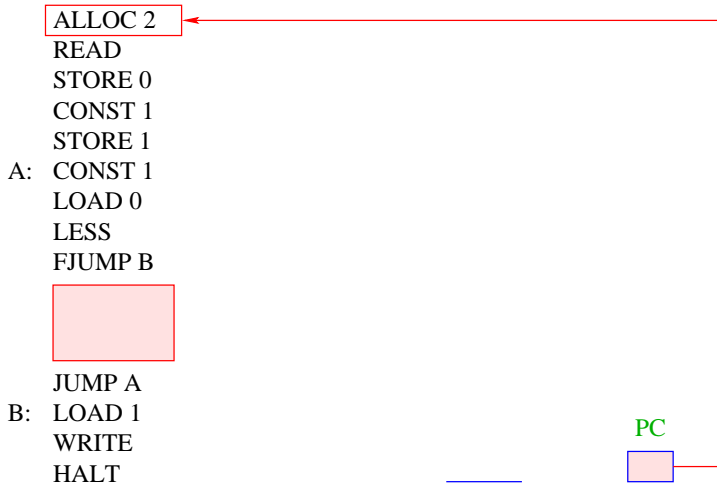 ALLOC 2
READ
STORE 0
CONST 1
STORE 1
A: CONST 1
LOAD 0
LESS
FJUMP B
JUMP A
B: LOAD 1
WRITE
HALT
PC